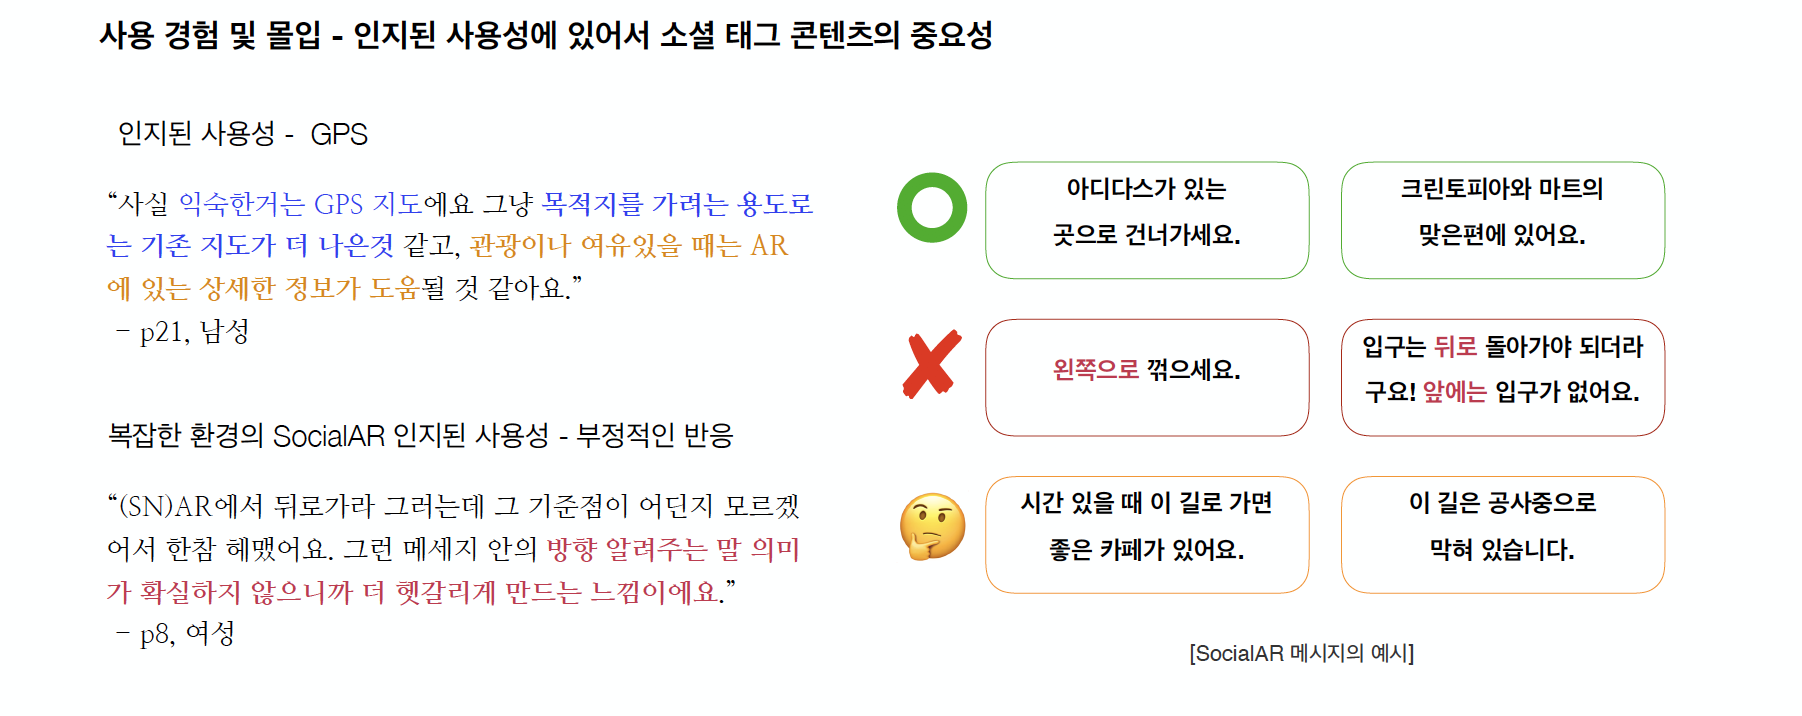 사용 경험 및 몰입 - 인지된 사용성에 있어서 소셜 태그 콘텐츠의 중요성
인지된 사용성 - GPS
“사실 익숙한거는 GPS 지도에요 그냥 목적지를 가려는 용도로
는 기존 지도가 더 나은것 같고, 관광이나 여유있을 때는 AR
에 있는 상세한 정보가 도움될 것 같아요.”
– p21, 남성
복잡한 환경의 SocialAR 인지된 사용성 - 부정적인 반응
“(SN)AR에서 뒤로가라 그러는데 그 기준점이 어딘지 모르겠
어서 한참 헤맸어요. 그런 메세지 안의 방향 알려주는 말 의미
가 확실하지 않으니까 더 헷갈리게 만드는 느낌이에요.”
– p8, 여성
아디다스가 있는
곳으로 건너가세요.
크린토피아와 마트의
맞은편에 있어요.
왼쪽으로 꺾으세요.
입구는 뒤로 돌아가야 되더라
구요! 앞에는 입구가 없어요.
시간 있을 때 이 길로 가면
좋은 카페가 있어요.
이 길은 공사중으로
막혀 있습니다.
[SocialAR 메시지의 예시]